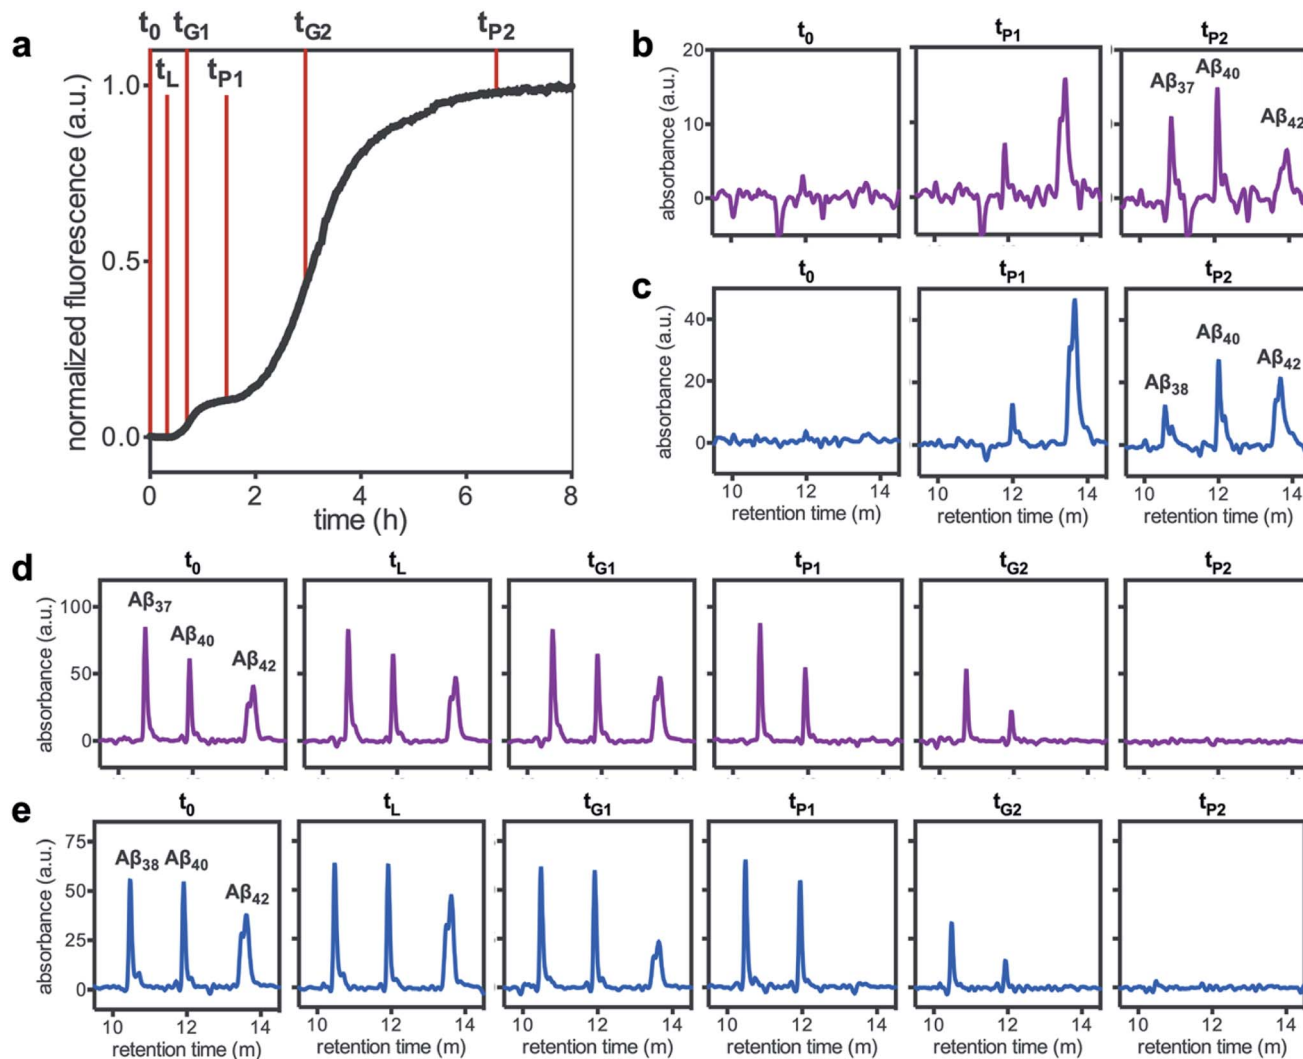 a
t0 tG1 tG2 tP2
tL tP1
normalized fluorescence (a.u.)
1.0
0.5
0.0
0 2 4 6 8
time (h)
b
t0 tP1 tP2
absorbance (a.u.)
20
10
0
Aβ37 Aβ40 Aβ42
c
t0 tP1 tP2
absorbance (a.u.)
40
20
0
Aβ38 Aβ40 Aβ42
10 12 14 10 12 14 10 12 14
retention time (m) retention time (m) retention time (m)
d
t0 tL tG1 tP1 tG2 tP2
absorbance (a.u.)
100
50
0
Aβ37 Aβ40 Aβ42
e
t0 tL tG1 tP1 tG2 tP2
absorbance (a.u.)
75
50
25
0
Aβ38 Aβ40 Aβ42
10 12 14 10 12 14 10 12 14 10 12 14 10 12 14 10 12 14
retention time (m) retention time (m) retention time (m) retention time (m) retention time (m) retention time (m)